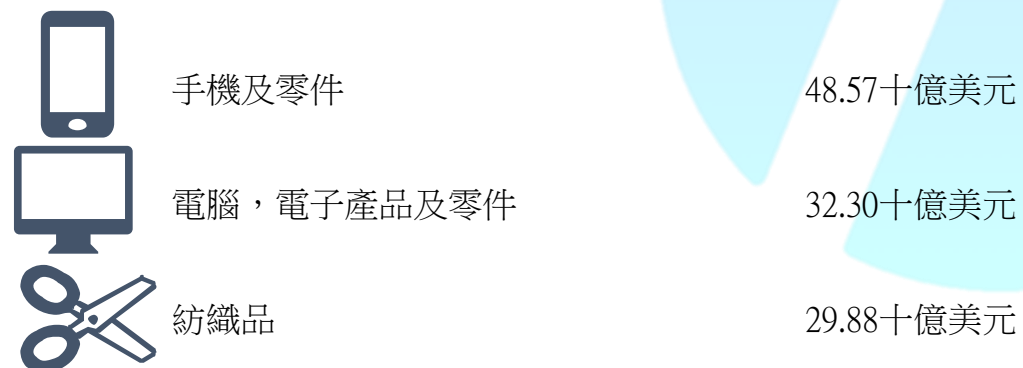 手機及零件 48.57十億美元
電腦，電子產品及零件 32.30十億美元
紡織品 29.88十億美元